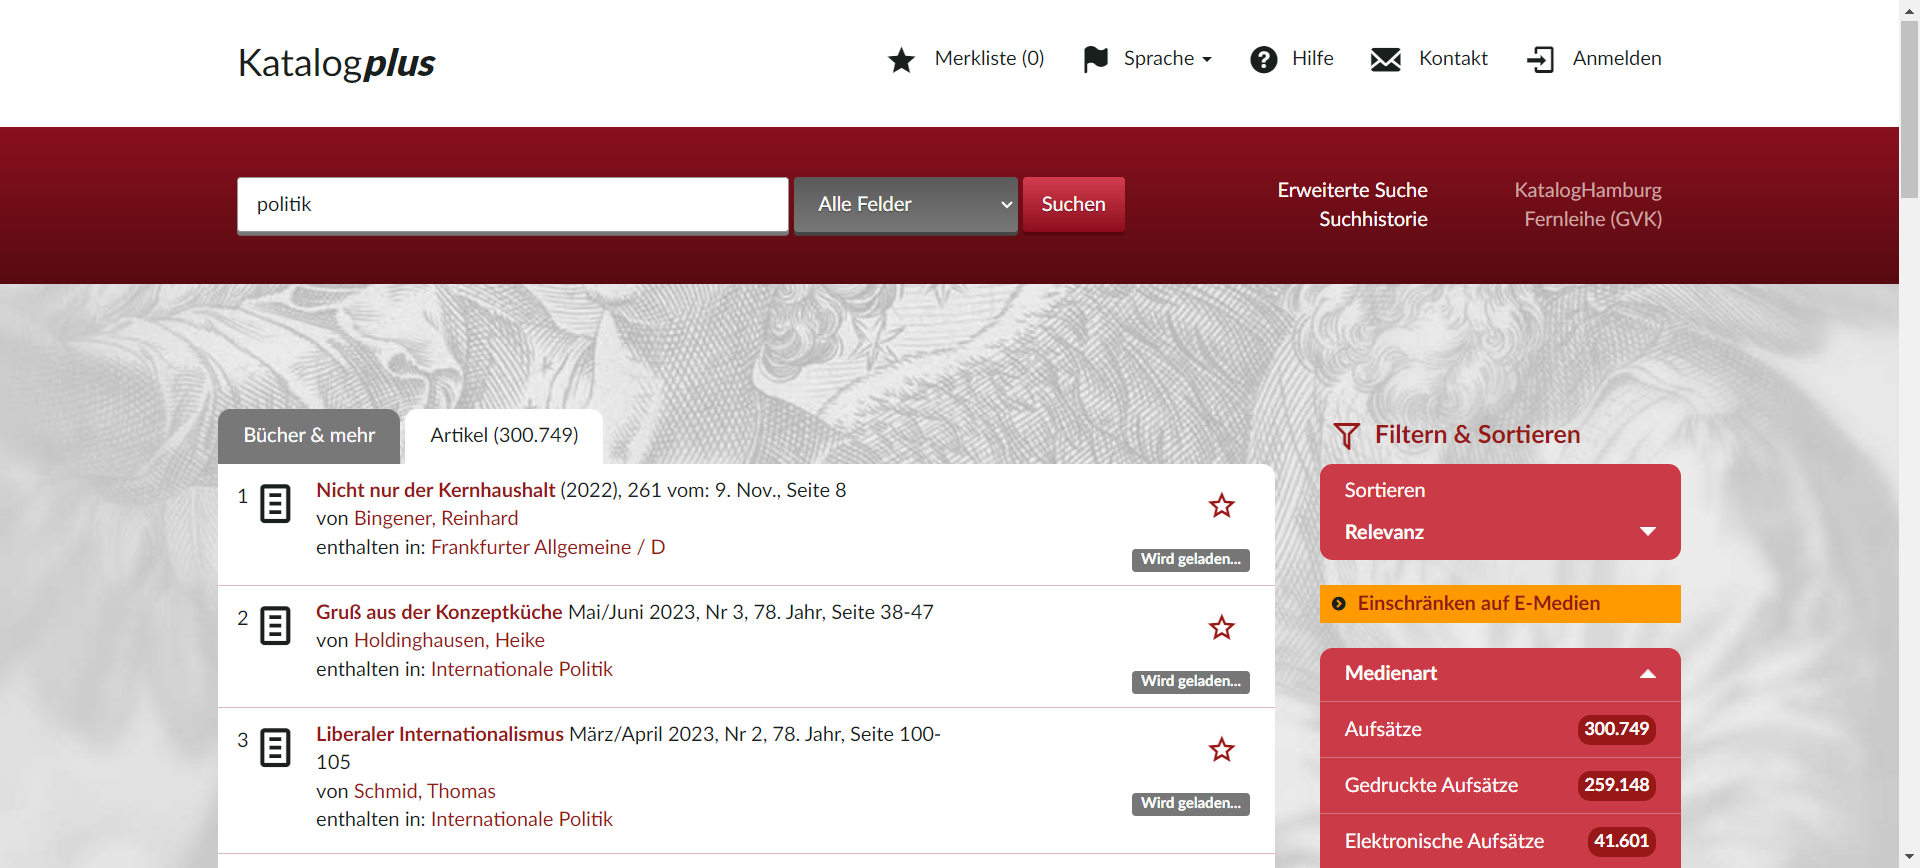 Katalogplus
Merkliste (0)
Sprache
Hilfe
Kontakt
Anmelden
politik
Alle Felder
Suchen
Erweiterte Suche
Suchhistorie
KatalogHamburg
Fernleihe (GVK)
Bücher & mehr
Artikel (300.749)
1
Nicht nur der Kernhaushalt (2022), 261 vom: 9. Nov., Seite 8
von Bingener, Reinhard
enthalten in: Frankfurter Allgemeine / D
Wird geladen...
2
Gruß aus der Konzeptküche Mai/Juni 2023, Nr 3, 78. Jahr, Seite 38-47
von Holdinghausen, Heike
enthalten in: Internationale Politik
Wird geladen...
3
Liberaler Internationalismus März/April 2023, Nr 2, 78. Jahr, Seite 100-
105
von Schmid, Thomas
enthalten in: Internationale Politik
Wird geladen...
Filtern & Sortieren
Sortieren
Relevanz
Einschränken auf E-Medien
Medienart
Aufsätze 300.749
Gedruckte Aufsätze 259.148
Elektronische Aufsätze 41.601